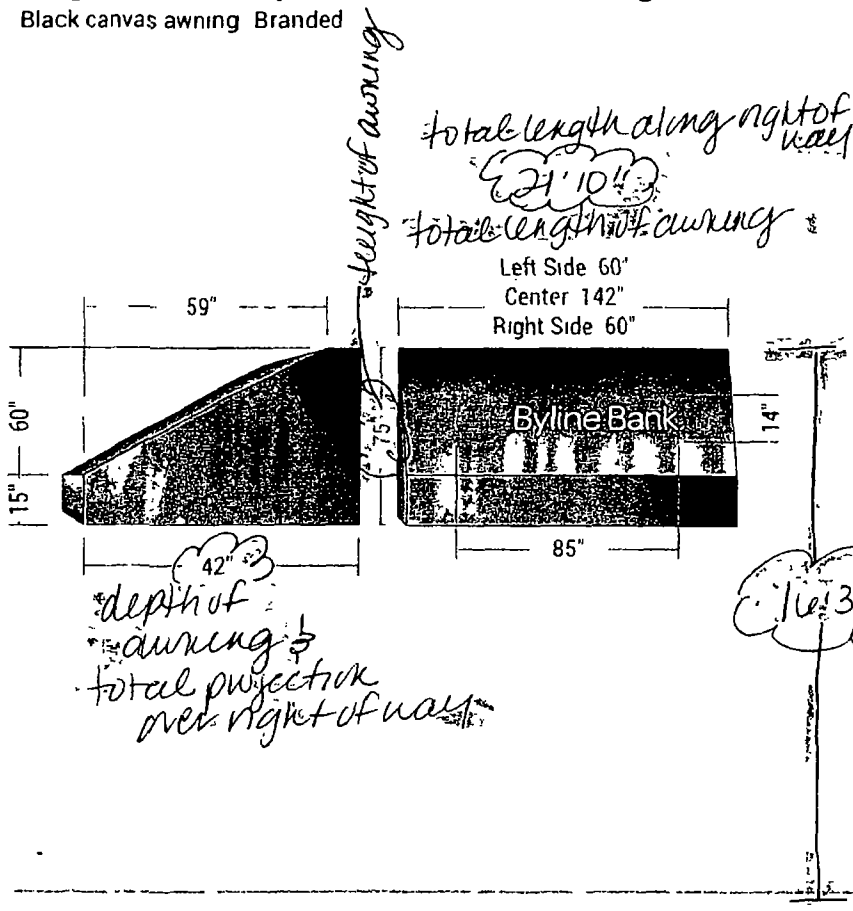 Black canvas awning Branded
height of awning
total length along right of way
21' 10"
total length of awning
Left Side 60"
Center 142"
Right Side 60"
59"
60"
15"
75"
Byline Bank
14"
85"
42"
depth of
awning &
total projection
over right of way